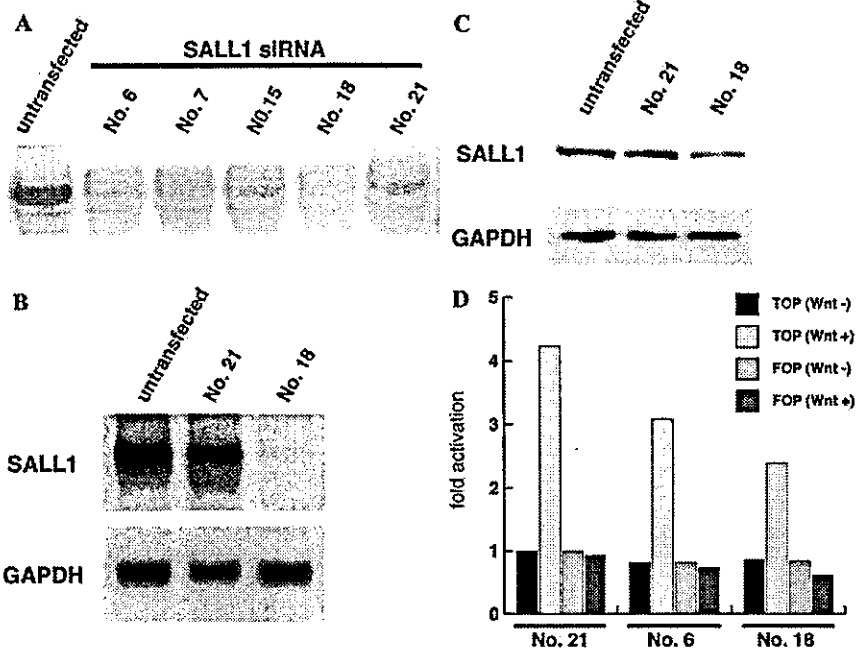 A
untransfected
SALL1 siRNA
No. 6
No. 7
N0.15
No. 18
No. 21
B
untransfected
No. 21
No. 18
SALL1
GAPDH
C
untransfected
No. 21
No. 18
SALL1
GAPDH
D
5
4
3
2
1
0
fold activation
TOP (Wnt -)
TOP (Wnt +)
FOP (Wnt -)
FOP (Wnt +)
No. 21
No. 6
No. 18